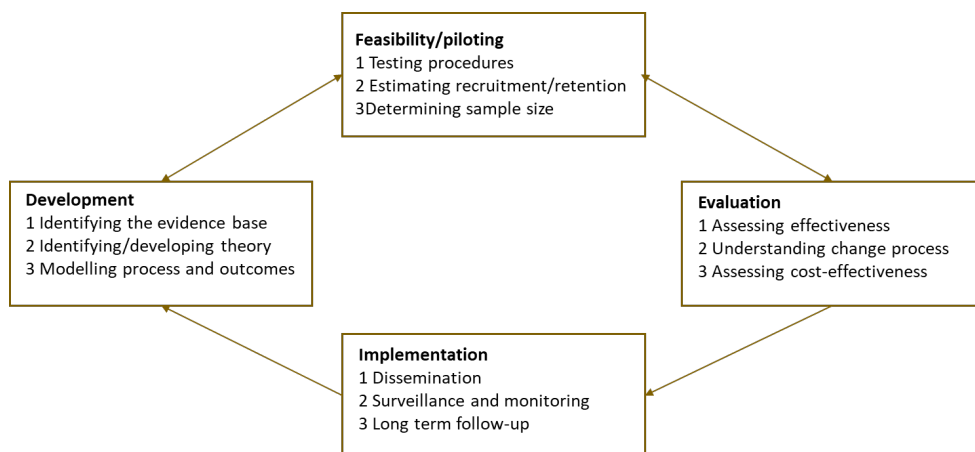 Feasibility/piloting
1 Testing procedures
2 Estimating recruitment/retention
3Determining sample size
Development
1 Identifying the evidence base
2 Identifying/developing theory
3 Modelling process and outcomes
Evaluation
1 Assessing effectiveness
2 Understanding change process
3 Assessing cost-effectiveness
Implementation
1 Dissemination
2 Surveillance and monitoring
3 Long term follow-up